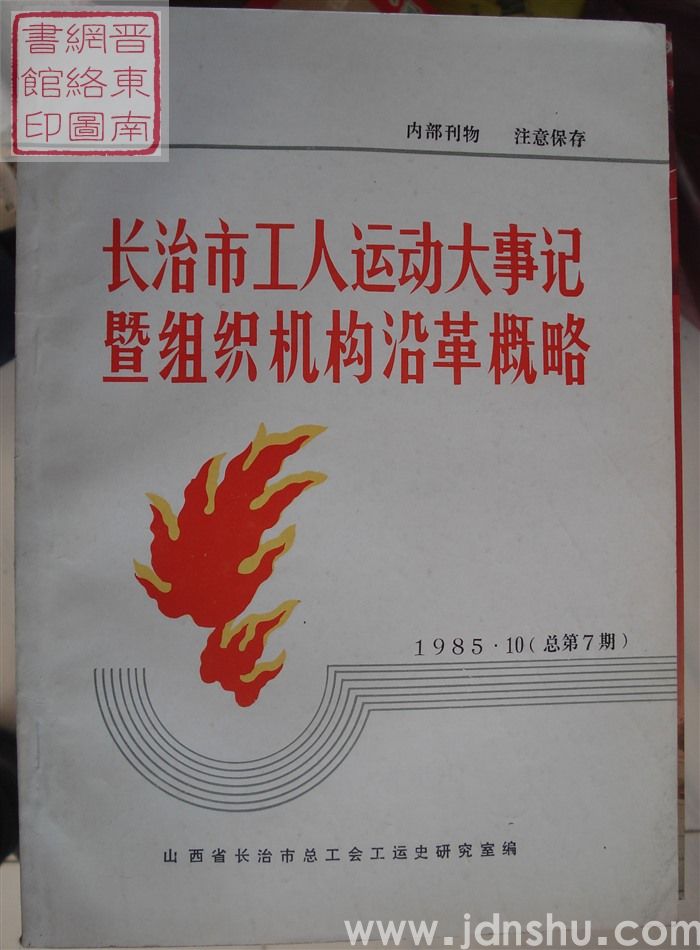 晋東南
網絡圖
書館印
内部刊物 注意保存
长治市工人运动大事记
暨组织机构沿革概略
1985·10(总第7期)
山西省长治市总工会工运史研究室编
www.jdnshu.com